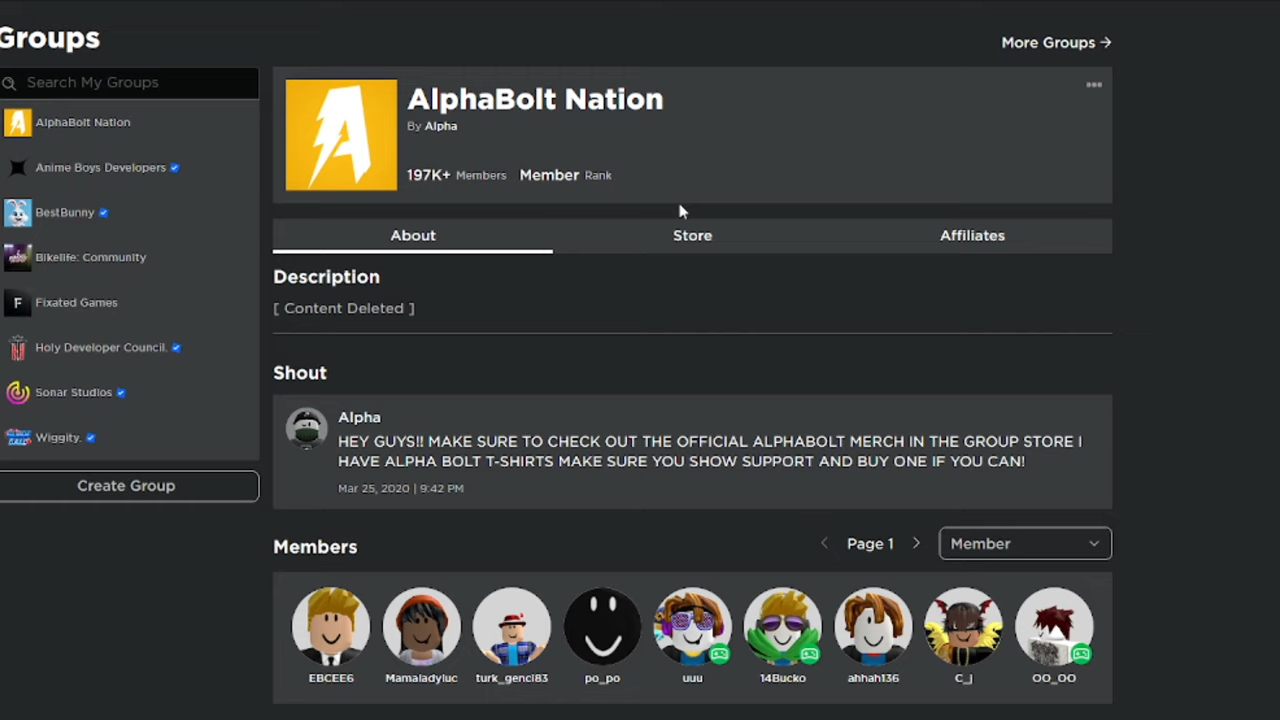 Groups
More Groups →
Search My Groups
AlphaBolt Nation
Anime Boys Developers
BestBunny
Bikelife: Community
F Fixated Games
Holy Developer Council.
Sonar Studios
Wiggity.
Create Group
A
AlphaBolt Nation
By Alpha
197K+ Members Member Rank
About Store Affiliates
Description
[ Content Deleted ]
Shout
Alpha
HEY GUYS!! MAKE SURE TO CHECK OUT THE OFFICIAL ALPHABOLT MERCH IN THE GROUP STORE I
HAVE ALPHA BOLT T-SHIRTS MAKE SURE YOU SHOW SUPPORT AND BUY ONE IF YOU CAN!
Mar 25, 2020 | 9:42 PM
Members
Page 1
Member
EBCEE6 Mamaladyluc turk_genci83 po_po uuu 14Bucko ahhah136 C_j OO_OO